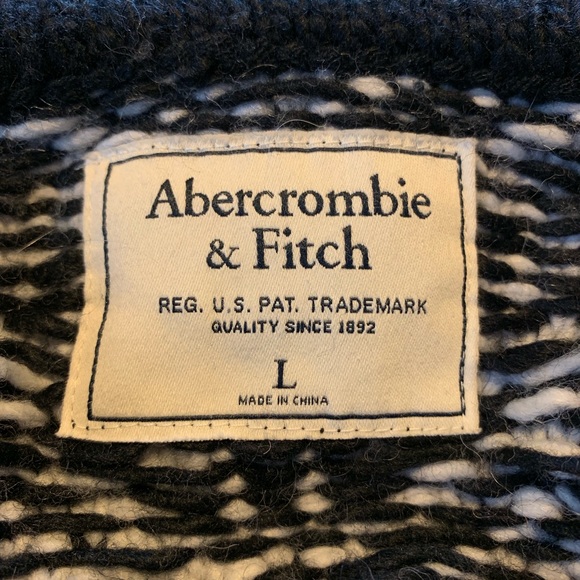 Abercrombie
& Fitch
REG. U.S. PAT. TRADEMARK
QUALITY SINCE 1892
L
MADE IN CHINA